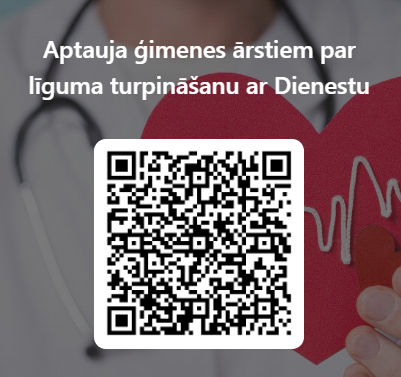 Aptauja ģimenes ārstiem par
līguma turpināšanu ar Dienestu